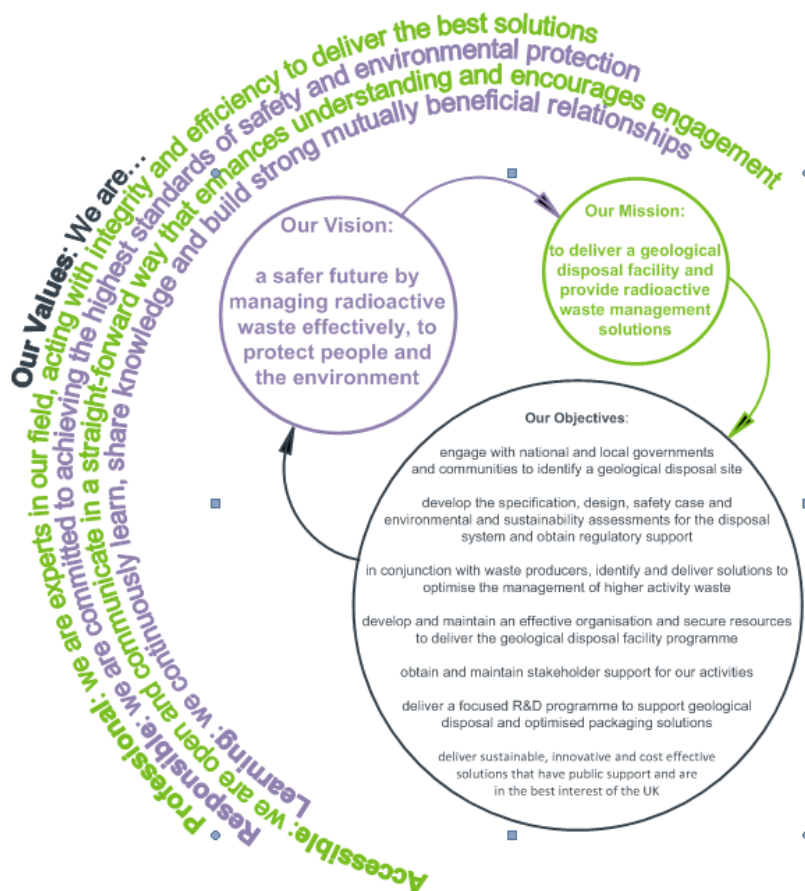 Our Values: We are...
Professional: we are experts in our field, acting with integrity and efficiency to deliver the best solutions
Responsible: we are committed to achieving the highest standards of safety and environmental protection
Accessible: we are open and communicate in a straight-forward way that enhances understanding and encourages engagement
Learning: we continuously learn, share knowledge and build strong mutually beneficial relationships
Our Vision:
a safer future by
managing radioactive
waste effectively, to
protect people and
the environment
Our Mission:
to deliver a geological
disposal facility and
provide radioactive
waste management
solutions
Our Objectives:
engage with national and local governments
and communities to identify a geological disposal site
develop the specification, design, safety case and
environmental and sustainability assessments for the disposal
system and obtain regulatory support
in conjunction with waste producers, identify and deliver solutions to
optimise the management of higher activity waste
develop and maintain an effective organisation and secure resources
to deliver the geological disposal facility programme
obtain and maintain stakeholder support for our activities
deliver a focused R&D programme to support geological
disposal and optimised packaging solutions
deliver sustainable, innovative and cost effective
solutions that have public support and are
in the best interest of the UK